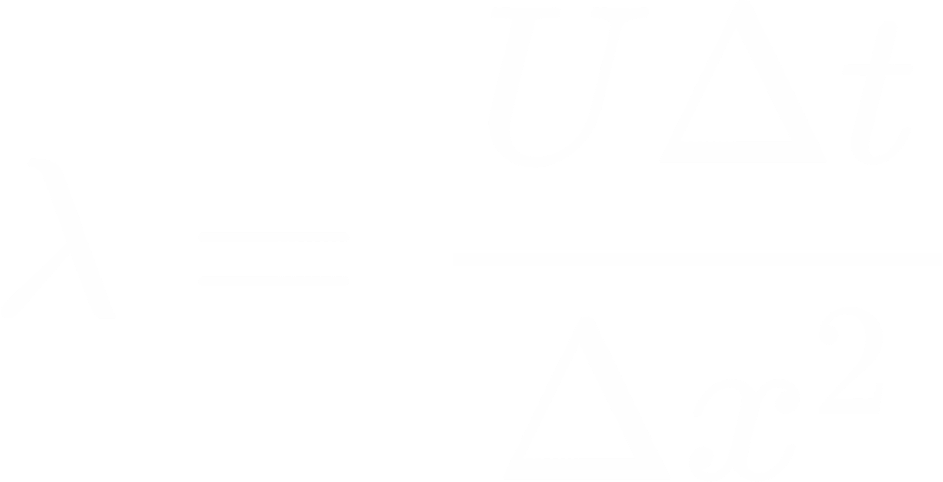 λ = UΔt / Δx²